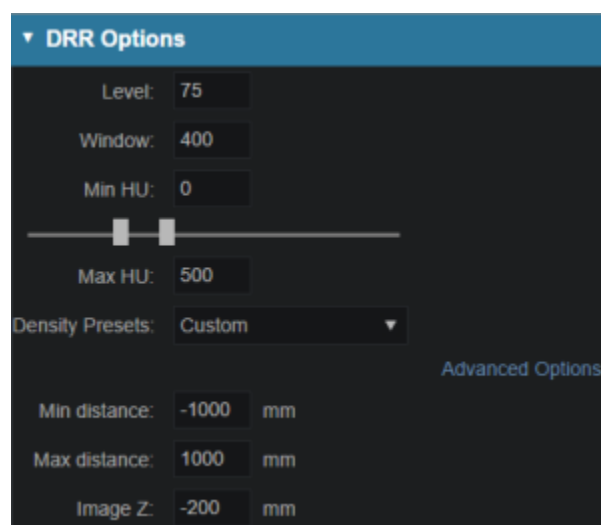 DRR Options
Level: 75
Window: 400
Min HU: 0
Max HU: 500
Density Presets: Custom
Advanced Options
Min distance: -1000 mm
Max distance: 1000 mm
Image Z: -200 mm